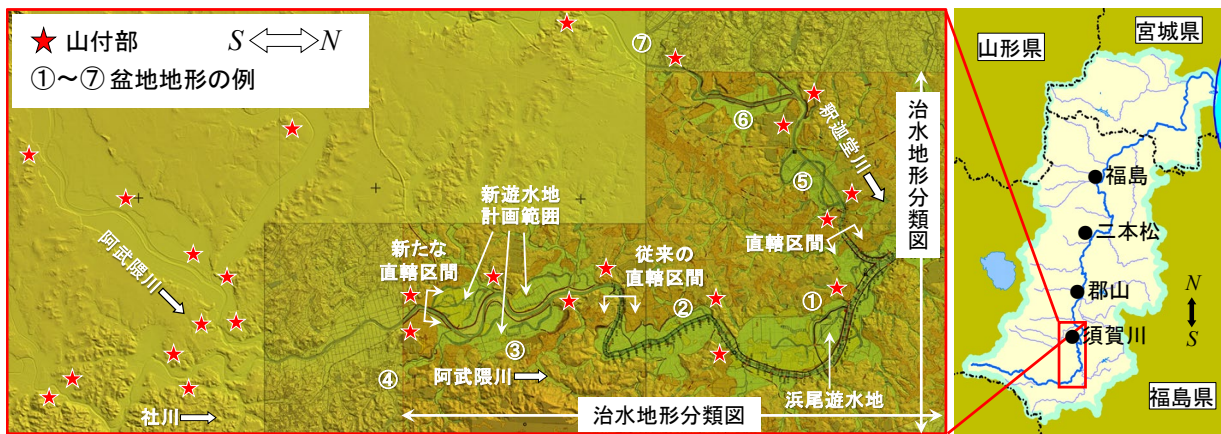 ★ 山付部
S N
①～⑦ 盆地地形の例
⑦
⑥
⑤
釈迦堂川
治水地形分類図
新遊水地
計画範囲
阿武隈川
新たな
直轄区間
従来の
直轄区間
直轄区間
①
②
③
④
阿武隈川
浜尾遊水地
社川
治水地形分類図
山形県
宮城県
福島
二本松
郡山
須賀川
N
S
福島県